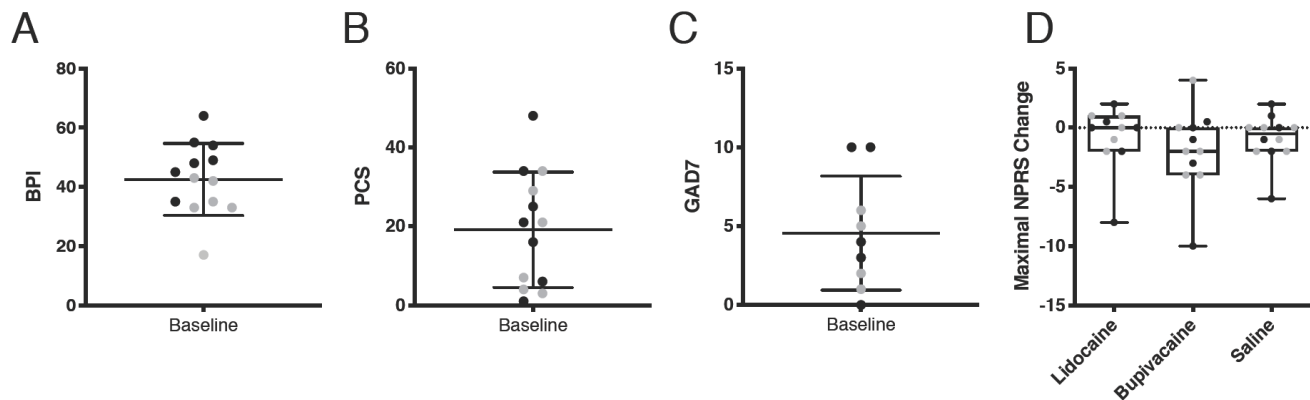 A
B
C
D
BPI
80
60
40
20
0
Baseline
PCS
60
40
20
0
Baseline
GAD7
15
10
5
0
Baseline
Maximal NPRS Change
5
0
-5
-10
-15
Lidocaine
Bupivacaine
Saline